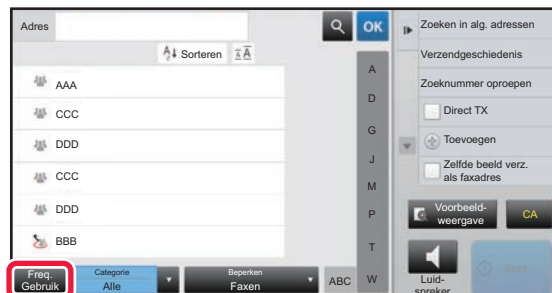 Adres
OK
Sorteren
AAA
CCC
DDD
CCC
DDD
BBB
A
D
G
J
M
P
T
W
Freq.
Gebruik
Categorie
Alle
Beperken
Faxen
ABC
Zoeken in alg. adressen
Verzendgeschiedenis
Zoeknummer oproepen
Direct TX
Toevoegen
Zelfde beeld verz.
als faxadres
Voorbeeld-
weergave
CA
Luid-
spreker
Start